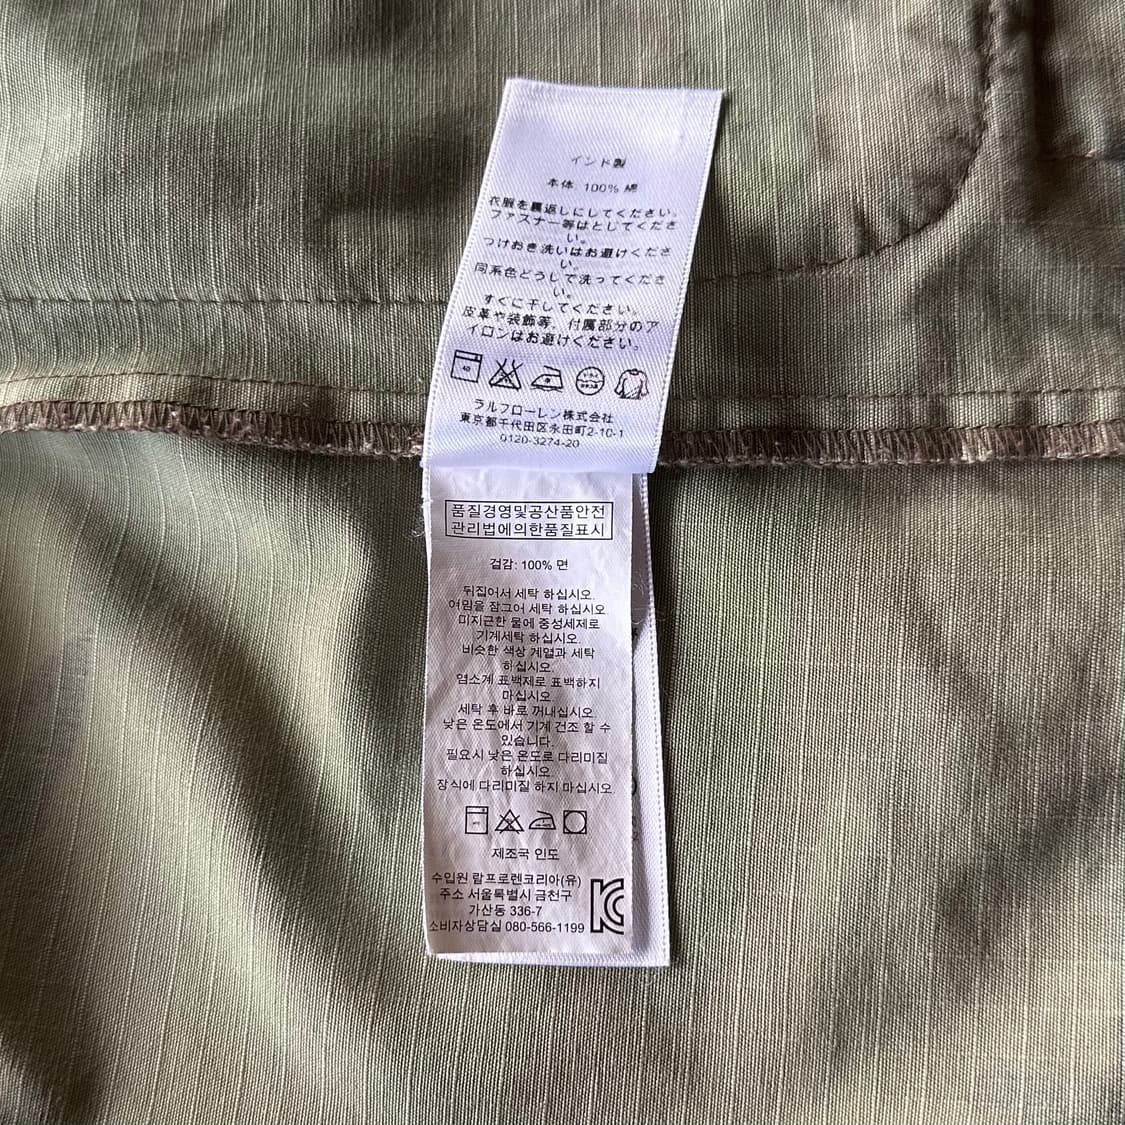 インド製
本体 100% 綿
衣服を裏返しにしてください。
ファスナー等はとしてくださ
い。
つけおき洗いはお避けくださ
い。
同系色どうしで洗ってくださ
い。
すぐに干してください。
皮革や装飾等、付属部分のア
イロンはお避けください。
40
ラルフローレン株式会社
東京都千代田区永田町2-10-1
0120-3274-20
품질경영및공산품안전
관리법에의한품질표시
겉감: 100% 면
뒤집어서 세탁 하십시오.
여밈을 잠그어 세탁 하십시오.
미지근한 물에 중성세제로
기계세탁 하십시오.
비슷한 색상 계열과 세탁
하십시오.
염소계 표백제로 표백하지
마십시오.
세탁 후 바로 꺼내십시오.
낮은 온도에서 기계 건조 할 수
있습니다.
필요시 낮은 온도로 다리미질
하십시오.
장식에 다리미질 하지 마십시오.
제조국 인도
수입원 랄프로렌코리아(유)
주소 서울특별시 금천구
가산동 336-7
소비자상담실 080-566-1199